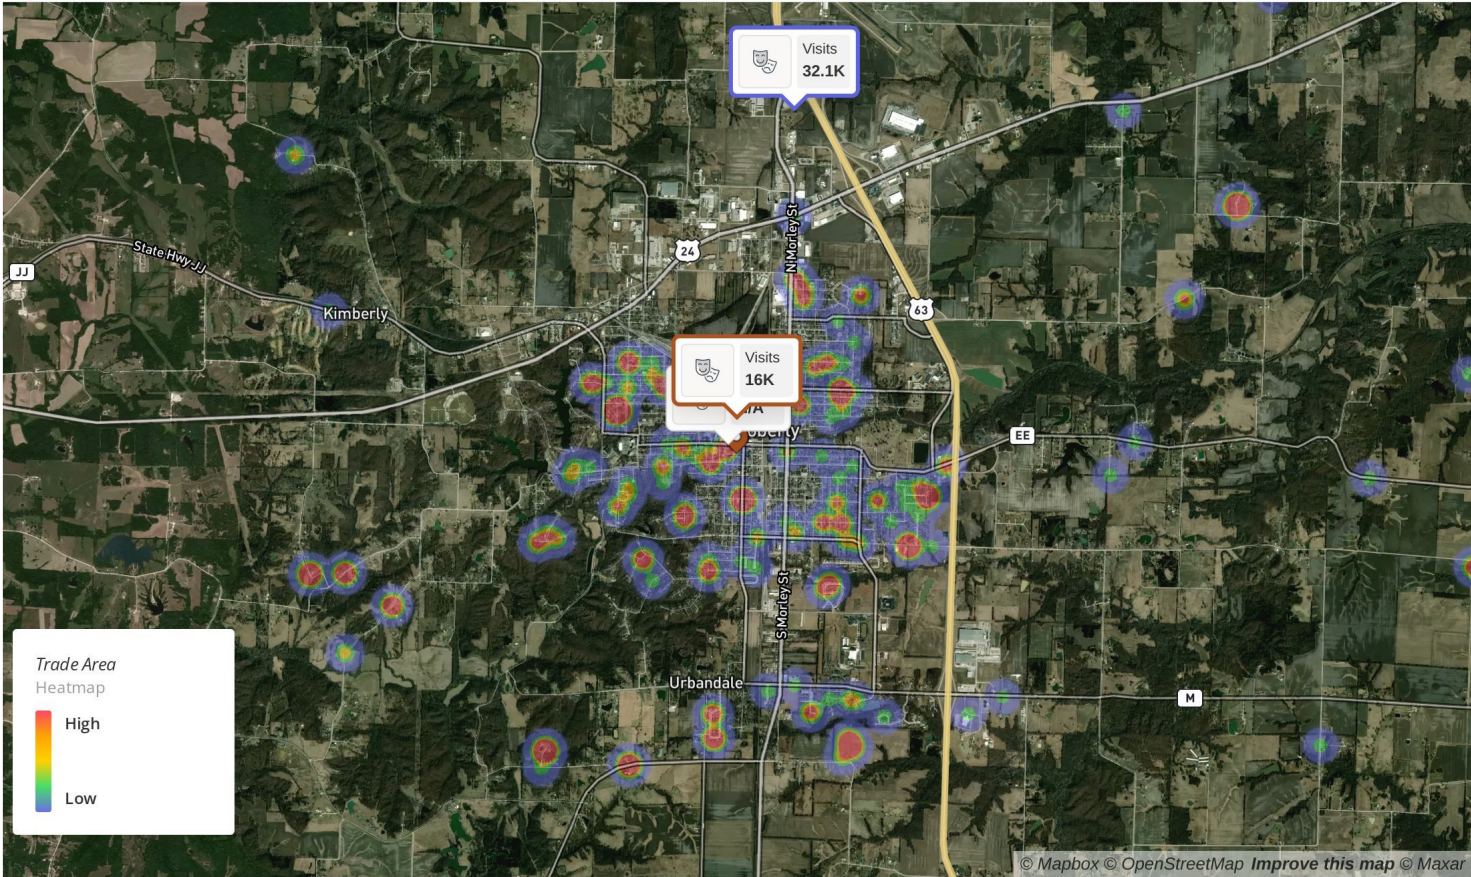 Visits
32.1K
State Hwy JJ
JJ
24
N Morley St
63
Kimberly
Visits
16K
EE
S Morley St
Urbandale
M
Trade Area
Heatmap
High
Low
© Mapbox © OpenStreetMap Improve this map © Maxar